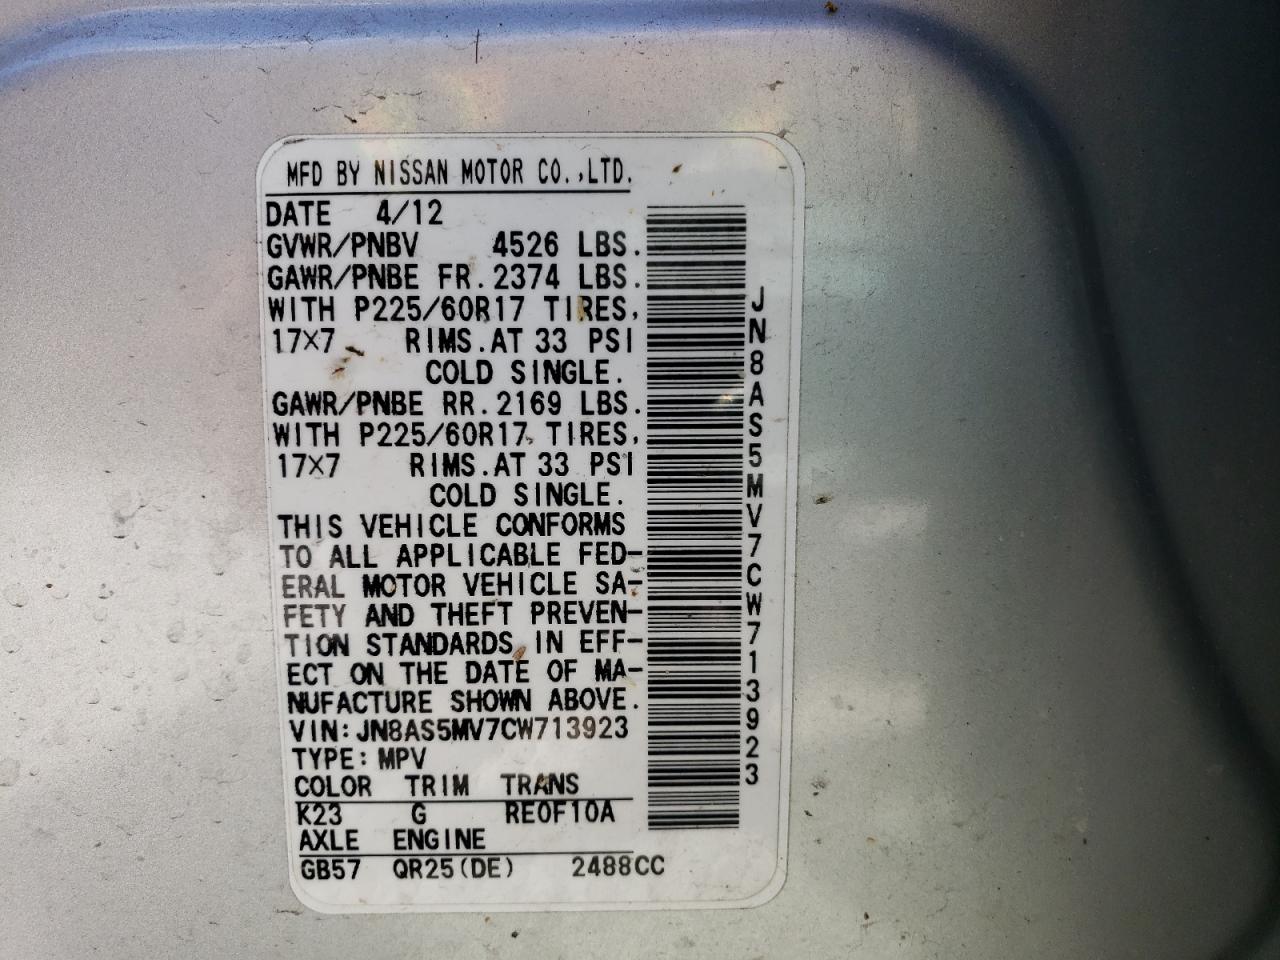 MFD BY NISSAN MOTOR CO.,LTD.
DATE 4/12
GVWR/PNBV 4526 LBS.
GAWR/PNBE FR.2374 LBS.
WITH P225/60R17 TIRES,
17X7 RIMS.AT 33 PSI
COLD SINGLE.
GAWR/PNBE RR.2169 LBS.
WITH P225/60R17 TIRES,
17X7 RIMS.AT 33 PSI
COLD SINGLE.
THIS VEHICLE CONFORMS
TO ALL APPLICABLE FED-
ERAL MOTOR VEHICLE SA-
FETY AND THEFT PREVEN-
TION STANDARDS IN EFF-
ECT ON THE DATE OF MA-
NUFACTURE SHOWN ABOVE.
VIN:JN8AS5MV7CW713923
TYPE:MPV
COLOR TRIM TRANS
K23 G RE0F10A
AXLE ENGINE
GB57 QR25(DE) 2488CC
JN8AS5MV7CW713923